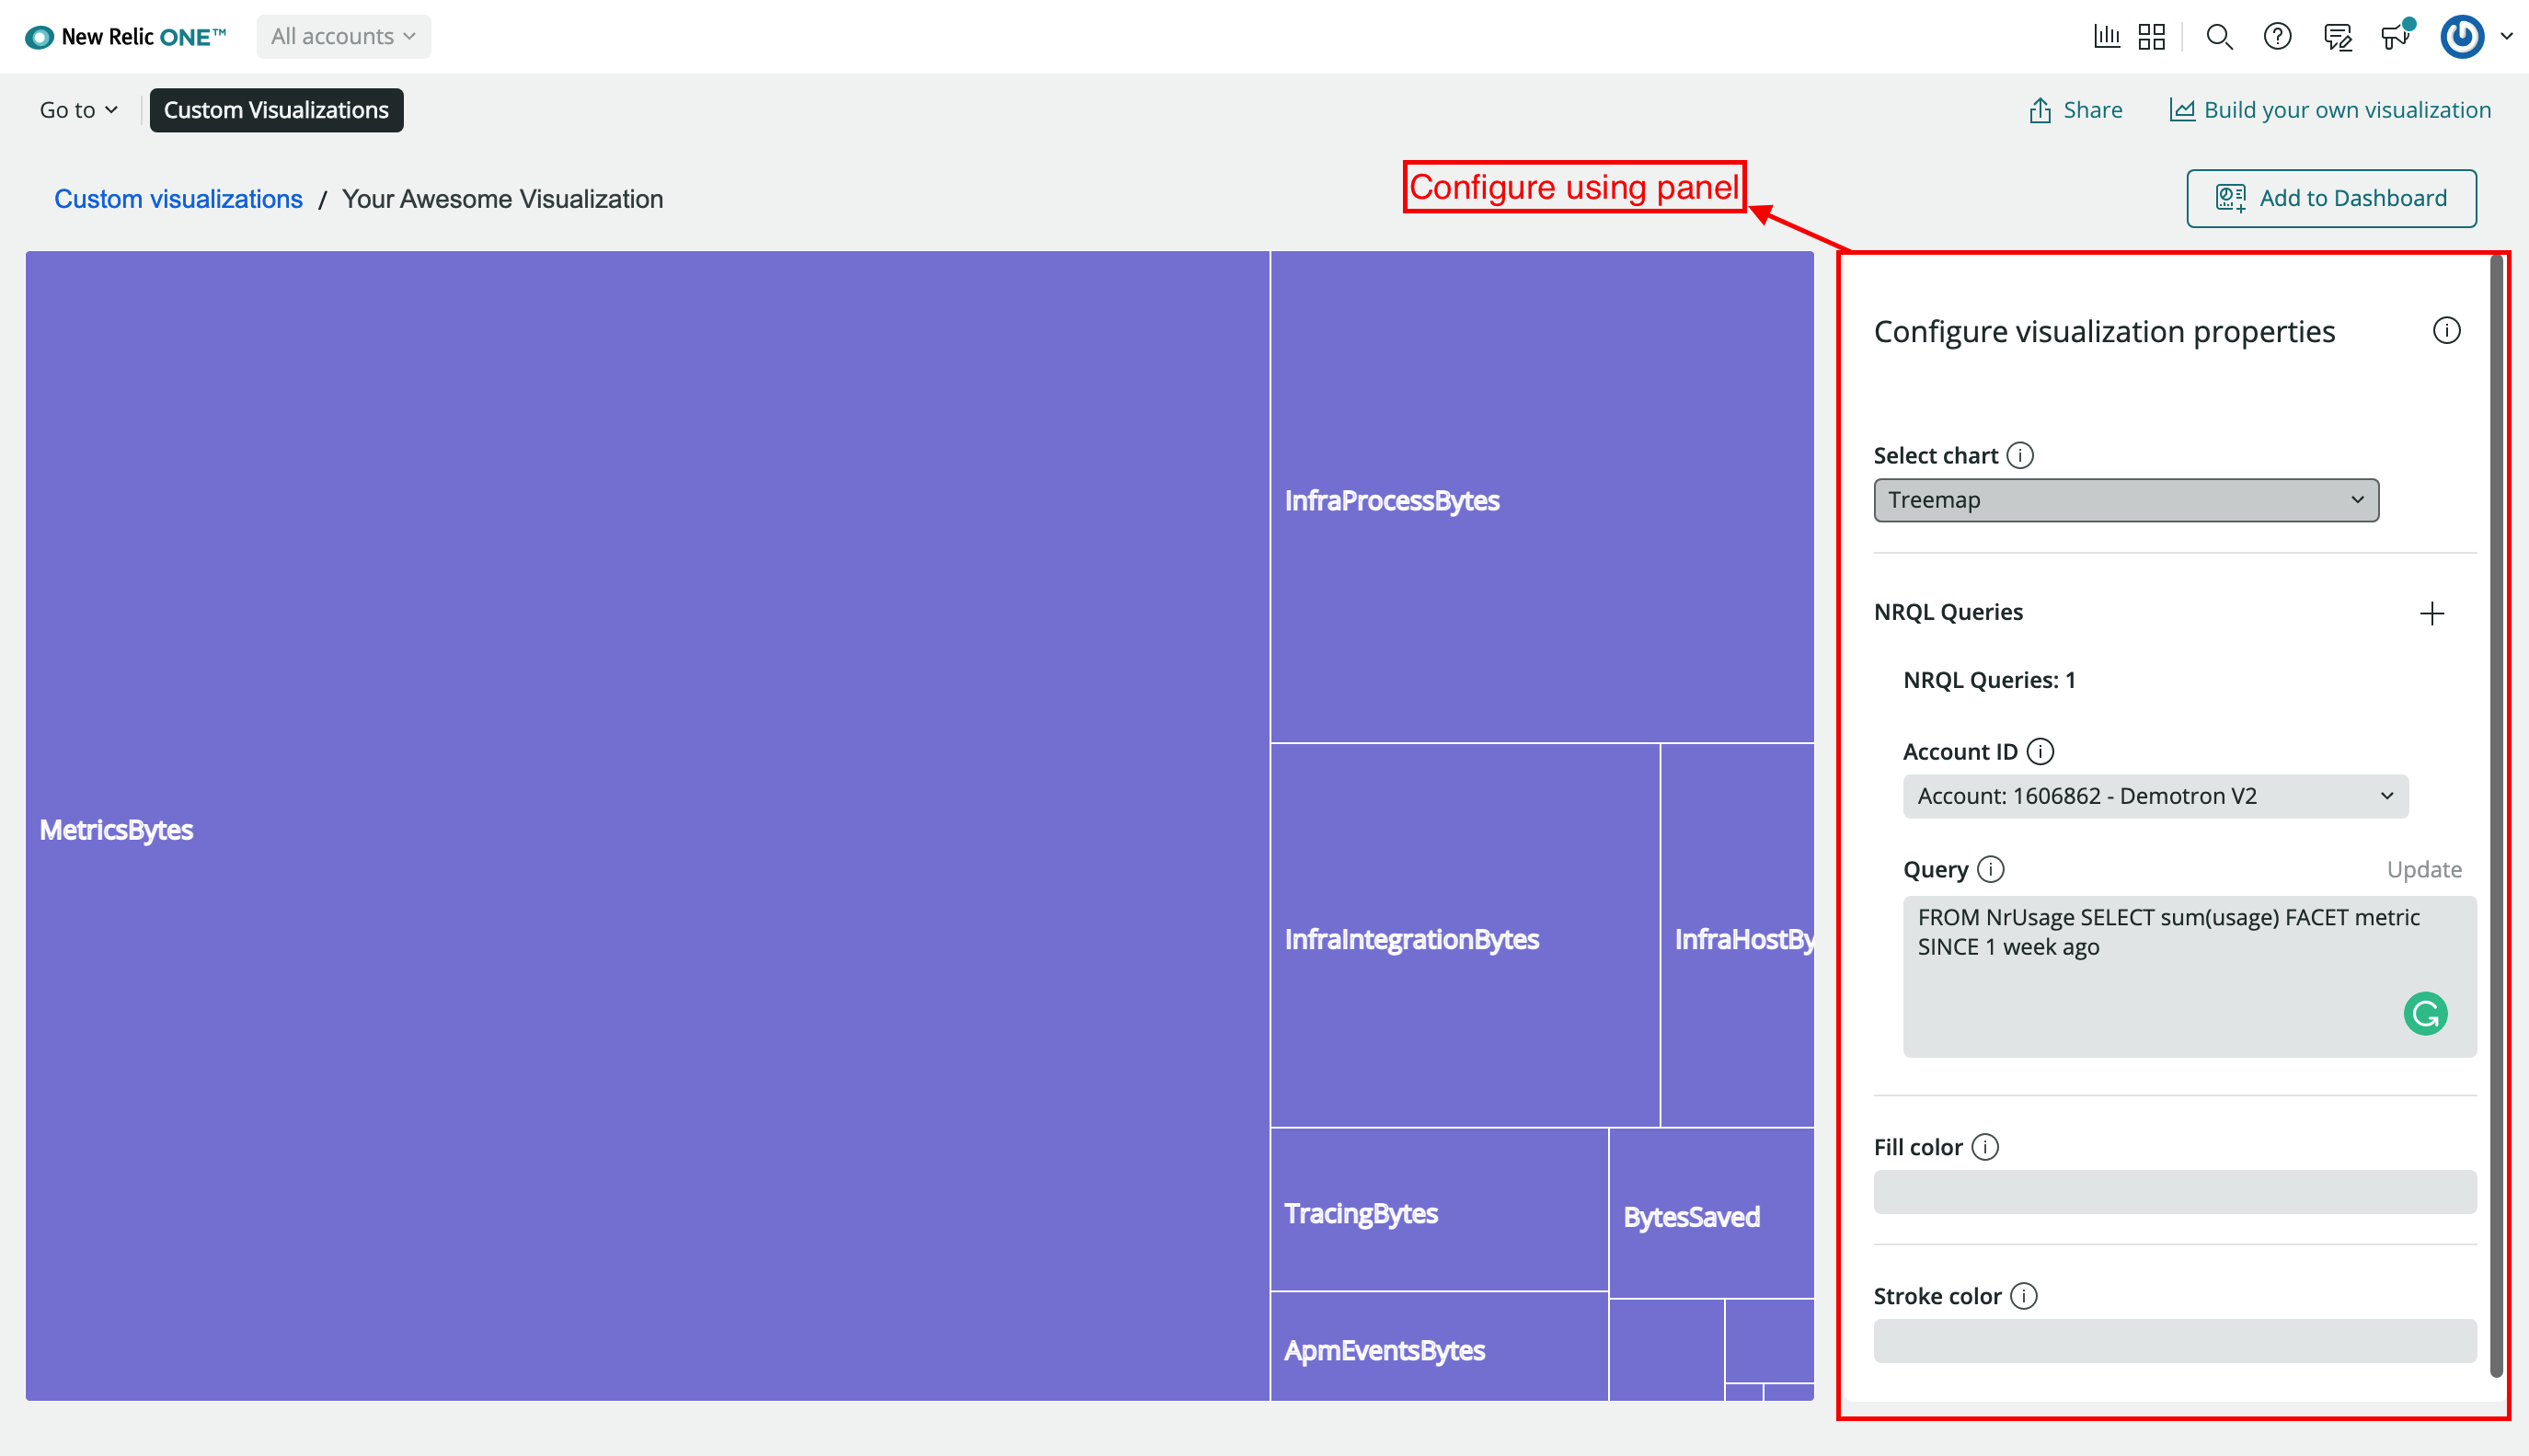 New Relic ONE™
All accounts
Go to
Custom Visualizations
Share
Build your own visualization
Custom visualizations / Your Awesome Visualization
Configure using panel
Add to Dashboard
MetricsBytes
InfraProcessBytes
InfraIntegrationBytes
InfraHostBy
TracingBytes
BytesSaved
ApmEventsBytes
Configure visualization properties
Select chart
Treemap
NRQL Queries
NRQL Queries: 1
Account ID
Account: 1606862 - Demotron V2
Query
Update
FROM NrUsage SELECT sum(usage) FACET metric
SINCE 1 week ago
Fill color
Stroke color